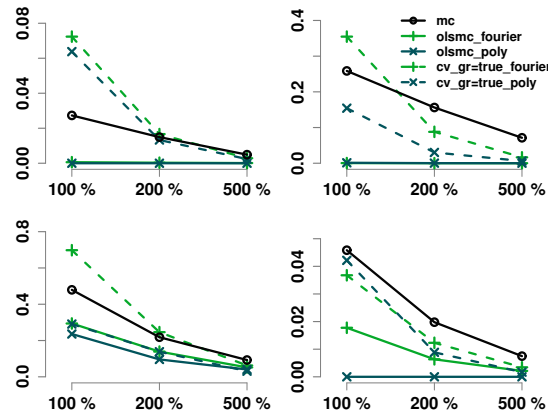 0.08
0.04
0.00
100 % 200 % 500 %
0.4
0.2
0.0
100 % 200 % 500 %
mc
olsmc_fourier
olsmc_poly
cv_gr=true_fourier
cv_gr=true_poly
0.8
0.4
0.0
100 % 200 % 500 %
0.04
0.02
0.00
100 % 200 % 500 %